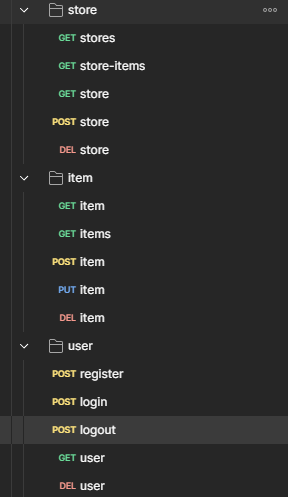 store
GET stores
GET store-items
GET store
POST store
DEL store
item
GET item
GET items
POST item
PUT item
DEL item
user
POST register
POST login
POST logout
GET user
DEL user